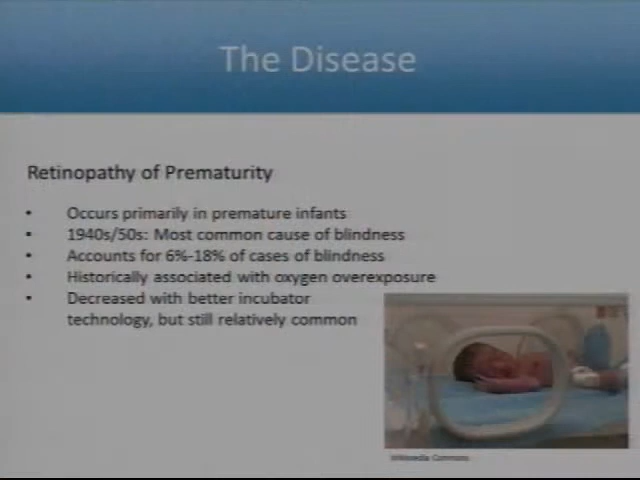 The Disease
Retinopathy of Prematurity
• Occurs primarily in premature infants
• 1940s/50s: Most common cause of blindness
• Accounts for 6%-18% of cases of blindness
• Historically associated with oxygen overexposure
• Decreased with better incubator
technology, but still relatively common
Wikimedia Commons